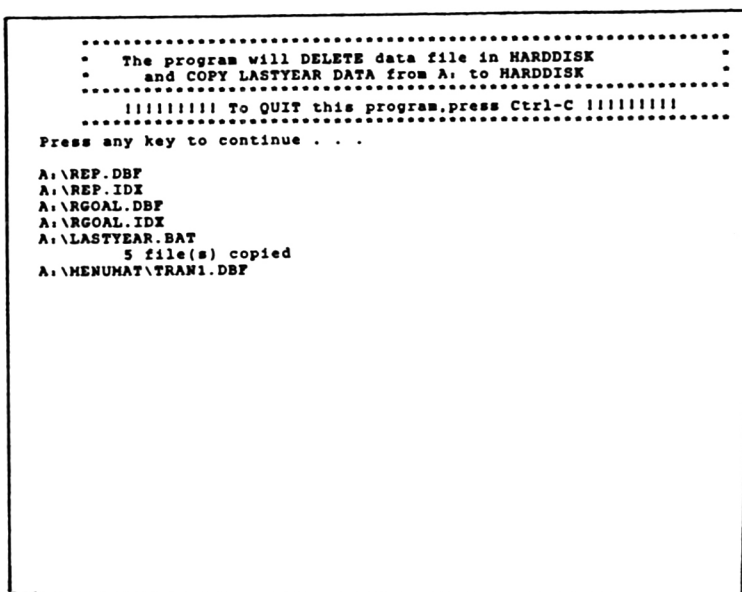 *************************************************************
* The program will DELETE data file in HARDDISK *
* and COPY LASTYEAR DATA from A: to HARDDISK *
*************************************************************
!!!!!!!!! To QUIT this program,press Ctrl-C !!!!!!!!!
*************************************************************
Press any key to continue . . .
A:\REP.DBF
A:\REP.IDX
A:\RGOAL.DBF
A:\RGOAL.IDX
A:\LASTYEAR.BAT
5 file(s) copied
A:\MENUMAT\TRAN1.DBF